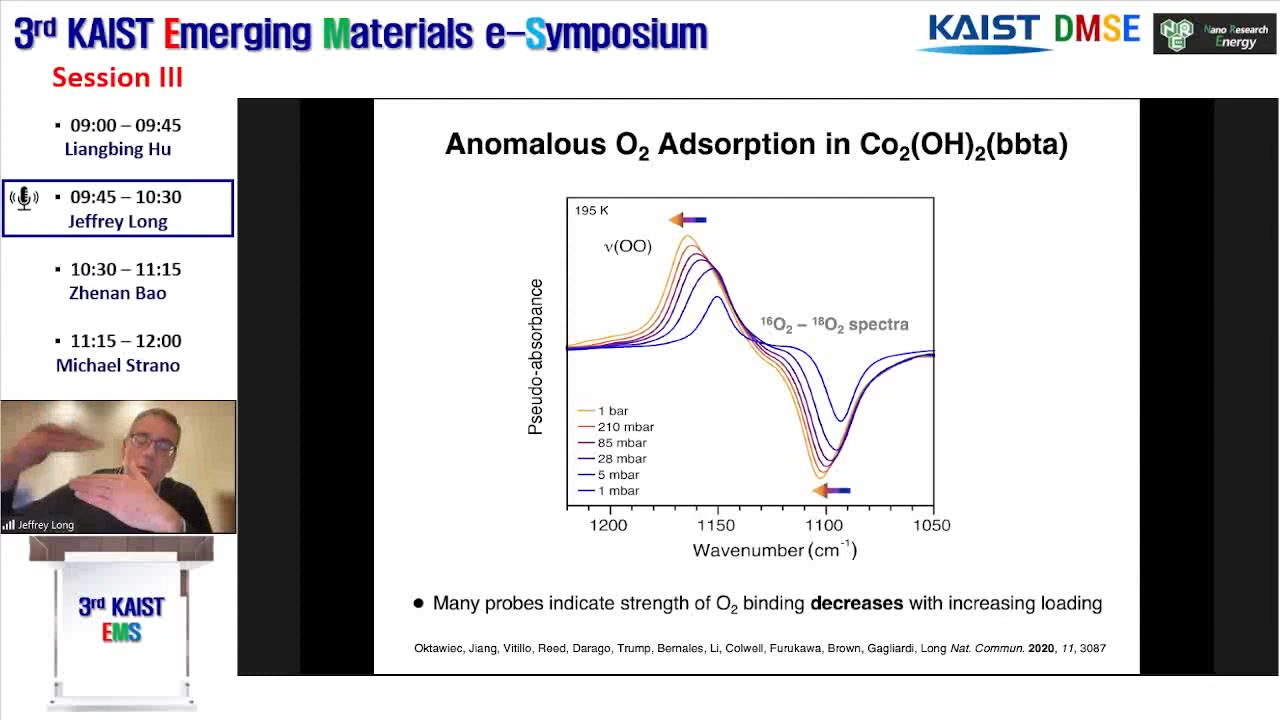 3rd KAIST Emerging Materials e-Symposium
KAIST DMSE
NRE Nano Research Energy
Session III
▪ 09:00 – 09:45
Liangbing Hu
▪ 09:45 – 10:30
Jeffrey Long
▪ 10:30 – 11:15
Zhenan Bao
▪ 11:15 – 12:00
Michael Strano
Jeffrey Long
3rd KAIST
EMS
Anomalous O₂ Adsorption in Co₂(OH)₂(bbta)
195 K
ν(OO)
¹⁶O₂ – ¹⁸O₂ spectra
Pseudo-absorbance
1 bar
210 mbar
85 mbar
28 mbar
5 mbar
1 mbar
1200 1150 1100 1050
Wavenumber (cm⁻¹)
● Many probes indicate strength of O₂ binding decreases with increasing loading
Oktawiec, Jiang, Vitillo, Reed, Darago, Trump, Bernales, Li, Colwell, Furukawa, Brown, Gagliardi, Long Nat. Commun. 2020, 11, 3087